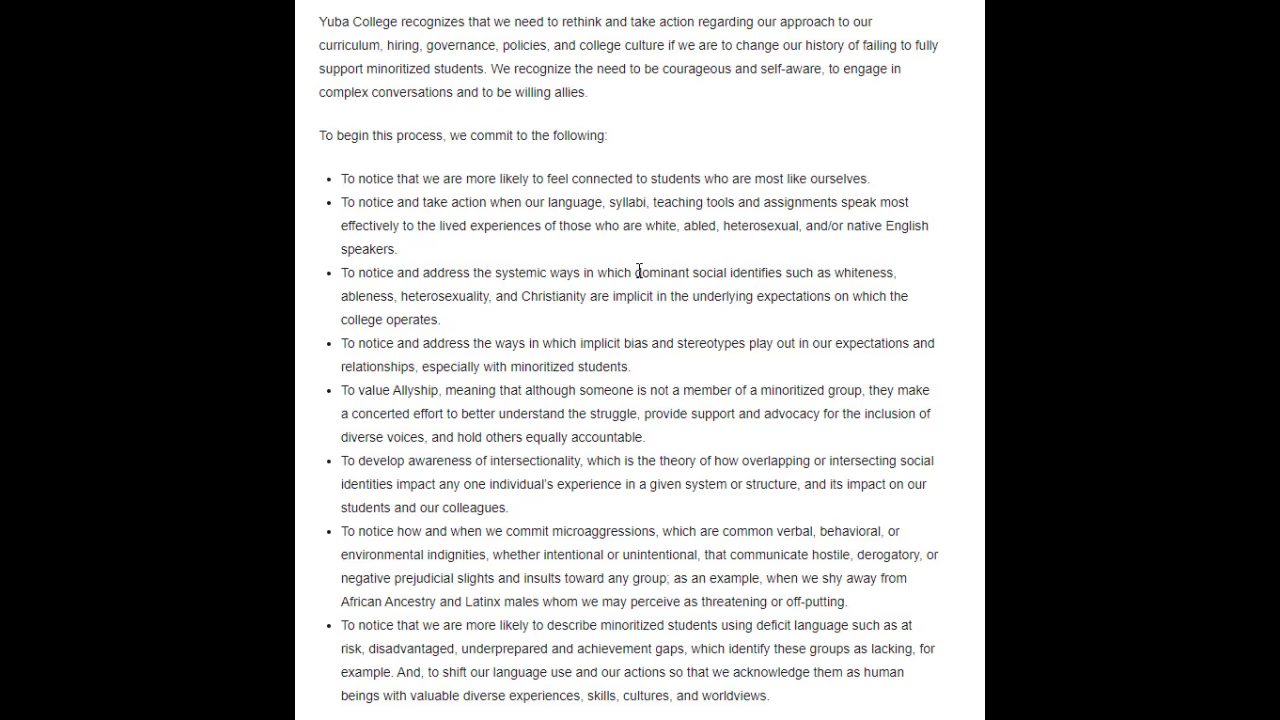 Yuba College recognizes that we need to rethink and take action regarding our approach to our
curriculum, hiring, governance, policies, and college culture if we are to change our history of failing to fully
support minoritized students. We recognize the need to be courageous and self-aware, to engage in
complex conversations and to be willing allies.
To begin this process, we commit to the following:
• To notice that we are more likely to feel connected to students who are most like ourselves.
• To notice and take action when our language, syllabi, teaching tools and assignments speak most
effectively to the lived experiences of those who are white, abled, heterosexual, and/or native English
speakers.
• To notice and address the systemic ways in which dominant social identifies such as whiteness,
ableness, heterosexuality, and Christianity are implicit in the underlying expectations on which the
college operates.
• To notice and address the ways in which implicit bias and stereotypes play out in our expectations and
relationships, especially with minoritized students.
• To value Allyship, meaning that although someone is not a member of a minoritized group, they make
a concerted effort to better understand the struggle, provide support and advocacy for the inclusion of
diverse voices, and hold others equally accountable.
• To develop awareness of intersectionality, which is the theory of how overlapping or intersecting social
identities impact any one individual's experience in a given system or structure, and its impact on our
students and our colleagues.
• To notice how and when we commit microaggressions, which are common verbal, behavioral, or
environmental indignities, whether intentional or unintentional, that communicate hostile, derogatory, or
negative prejudicial slights and insults toward any group; as an example, when we shy away from
African Ancestry and Latinx males whom we may perceive as threatening or off-putting.
• To notice that we are more likely to describe minoritized students using deficit language such as at
risk, disadvantaged, underprepared and achievement gaps, which identify these groups as lacking, for
example. And, to shift our language use and our actions so that we acknowledge them as human
beings with valuable diverse experiences, skills, cultures, and worldviews.